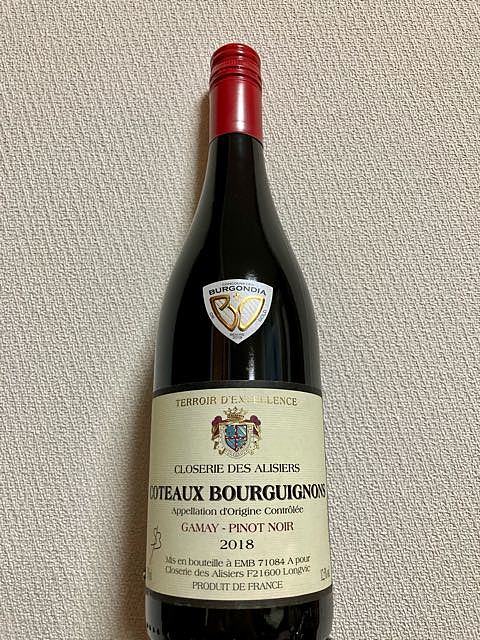 BURGONDIA
TERROIR D'EXCELLENCE
CLOSERIE DES ALISIERS
COTEAUX BOURGUIGNONS
Appellation d'Origine Contrôlée
GAMAY - PINOT NOIR
2018
Mis en bouteille à EMB 71084 A pour
Closerie des Alisiers F21600 Longvic
PRODUIT DE FRANCE